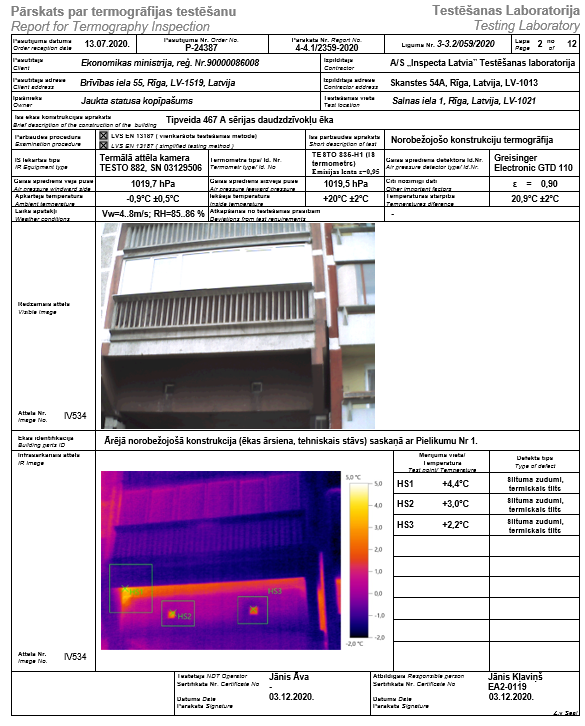 Pārskats par termogrāfijas testēšanu
Testēšanas Laboratorija
Report for Termography Inspection
Testing Laboratory
Pasūtījuma datums
Order reception date
13.07.2020.
Pasūtījuma Nr. Order No.
P-24387
Pārskata Nr. Report No.
4-4.1/2359-2020
Līguma Nr. 3-3.2/059/2020
Lapa
Page
2
no
of
12
Pasūtītājs
Client
Ekonomikas ministrija, reģ. Nr.90000086008
Izpildītājs
Contractor
A/S „Inspecta Latvia” Testēšanas laboratorija
Pasūtītāja adrese
Client address
Brīvības iela 55, Rīga, LV-1519, Latvija
Izpildītāja adrese
Contractor address
Skanstes 54A, Rīga, LV-1013
Īpašnieks
Owner
Jaukta statusa kopīpašums
Testēšanas vieta
Test location
Salnas iela 1, Rīga, Latvija, LV-1021
Īss ēkas konstrukcijas apraksts
Brief description of the construction of the building
Tipveida 467 A sērijas daudzdzīvokļu ēka
Pārbaudes procedūra
Examination procedure
LVS EN 13187 ( vienkāršota testēšanas metode)
LVS EN 13187 ( simplified testing method )
Īss pārbaudes apraksts
Short description of test
Norobežojošo konstrukciju termogrāfija
IS iekārtas tips
IR Equipment type
Termālā attēla kamera
TESTO 882, SN 03129506
Termometra tips/ Id. Nr.
Termometr type/ Id. No
TESTO 835-H1 (IS
termometrs)
Emisijas lenta ε=0,95
Gaisa spiediena detektora Id.Nr.
Air pressure detector type/ Id.No.
Greisinger
Electronic GTD 110
Gaisa spiediens vēja pusē
Air pressure windward side
1019,7 hPa
Gaisa spiediens aizvēja pusē
Air pressure leeward pressure
1019,5 hPa
Citi nozīmīgi dati
Other important factors
ε = 0,90
Apkārtējā temperatūra
Ambient temperature
-0,9°C ±0,5°C
Iekšējā temperatūra
Inside temperature
+20°C ±2°C
Temperatūras starpība
Temperatures diference
20,9°C ±2°C
Laika apstākļi
Weather conditions
Vw=4..8m/s; RH=85..86 %
Atkāpšanās no testēšanas prasībām
Deviations from test requirements
-
Redzamais attēls
Visible image
Attēla Nr.
Image No.
IV534
Ēkas identifikācija
Building parts ID
Ārējā norobežojošā konstrukcija (ēkas ārsiena, tehniskais stāvs) saskaņā ar Pielikumu Nr 1.
Infrasarkanais attēls
IR image
Mērījuma vieta/
Temperatūra
Test point/ Temperature
Defekta tips
Type of defect
HS1
+4,4°C
Siltuma zudumi,
termiskais tilts
HS2
+3,0°C
Siltuma zudumi,
termiskais tilts
HS3
+2,2°C
Siltuma zudumi,
termiskais tilts
5,0 °C
5,0
4,0
3,0
2,0
1,0
0,0
-1,0
-2,0
-2,0 °C
HS3
HS2
Attēla Nr.
Image No.
IV534
Testētājs NDT Operator
Sertifikāta Nr. Certificate No
Datums Date
Paraksts Signature
Jānis Āva
-
03.12.2020.
Atbildīgais Responsible person
Sertifikāta Nr. Certificate No
Datums Date
Paraksts Signature
Jānis Kļaviņš
EA2-0119
03.12.2020.
Z.v. Seal